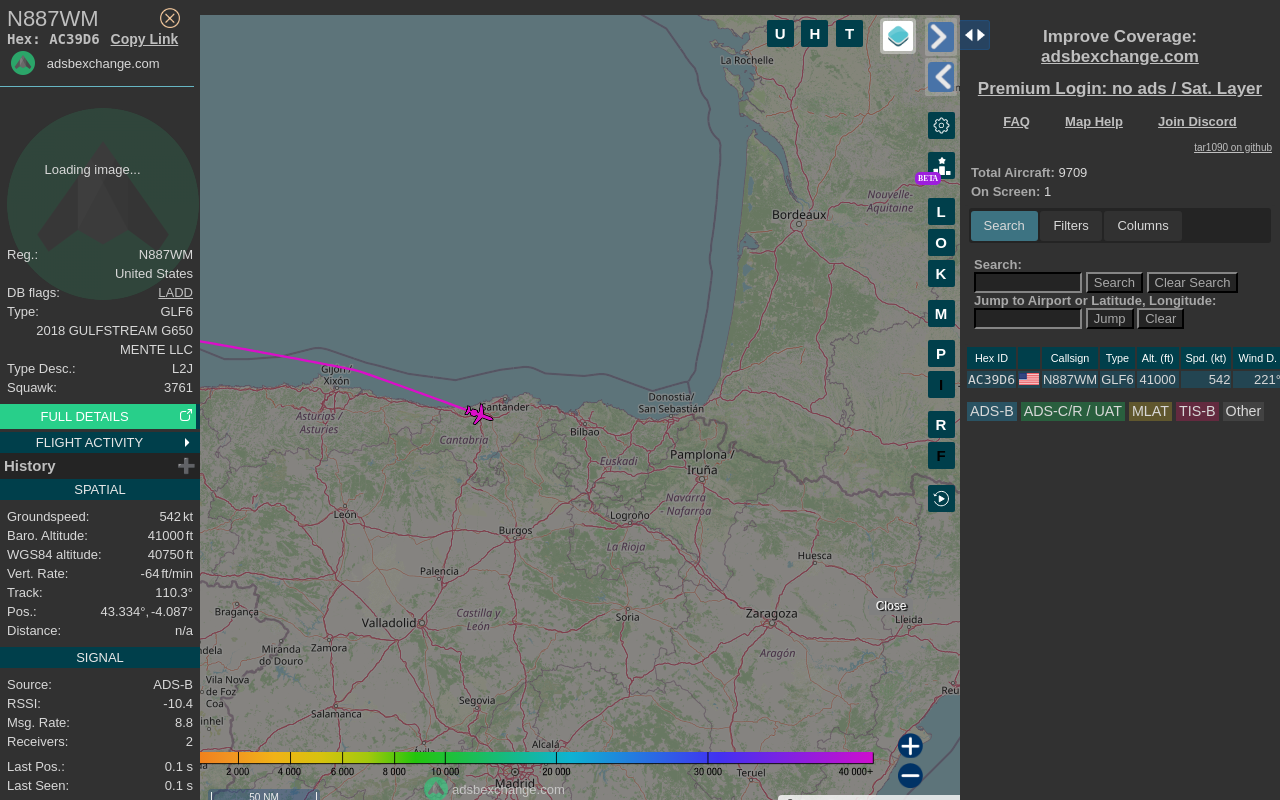 N887WM
Hex: AC39D6 Copy Link
adsbexchange.com
Loading image...
Reg.: N887WM
United States
DB flags: LADD
Type: GLF6
2018 GULFSTREAM G650
MENTE LLC
Type Desc.: L2J
Squawk: 3761
FULL DETAILS
FLIGHT ACTIVITY
History
SPATIAL
Groundspeed: 542 kt
Baro. Altitude: 41000 ft
WGS84 altitude: 40750 ft
Vert. Rate: -64 ft/min
Track: 110.3°
Pos.: 43.334°, -4.087°
Distance: n/a
SIGNAL
Source: ADS-B
RSSI: -10.4
Msg. Rate: 8.8
Receivers: 2
Last Pos.: 0.1 s
Last Seen: 0.1 s
U H T
La Rochelle
Nouvelle-
Aquitaine
Bordeaux
Gijón /
Xixón
Santander
Donostia/
San Sebastián
Asturias /
Asturies
Cantabria
Bilbao
Euskadi
Pamplona /
Iruña
Navarra -
Nafarroa
León
Burgos
Logroño
La Rioja
Huesca
Palencia
Bragança
Valladolid
Castilla y
León
Soria
Zaragoza
Close
Lleida
Miranda
do Douro
Zamora
Aragón
Vila Nova
de Foz
Coa
Segovia
Salamanca
Reu
inhel
Ávila
Alcalá
Madrid
Teruel
2 000 4 000 6 000 8 000 10 000 20 000 30 000 40 000+
adsbexchange.com
50 NM
BETA
L
O
K
M
P
I
R
F
Improve Coverage:
adsbexchange.com
Premium Login: no ads / Sat. Layer
FAQ Map Help Join Discord
tar1090 on github
Total Aircraft: 9709
On Screen: 1
Search Filters Columns
Search:
Search Clear Search
Jump to Airport or Latitude, Longitude:
Jump Clear
Hex ID Callsign Type Alt. (ft) Spd. (kt) Wind D.
AC39D6 N887WM GLF6 41000 542 221°
ADS-B ADS-C/R / UAT MLAT TIS-B Other